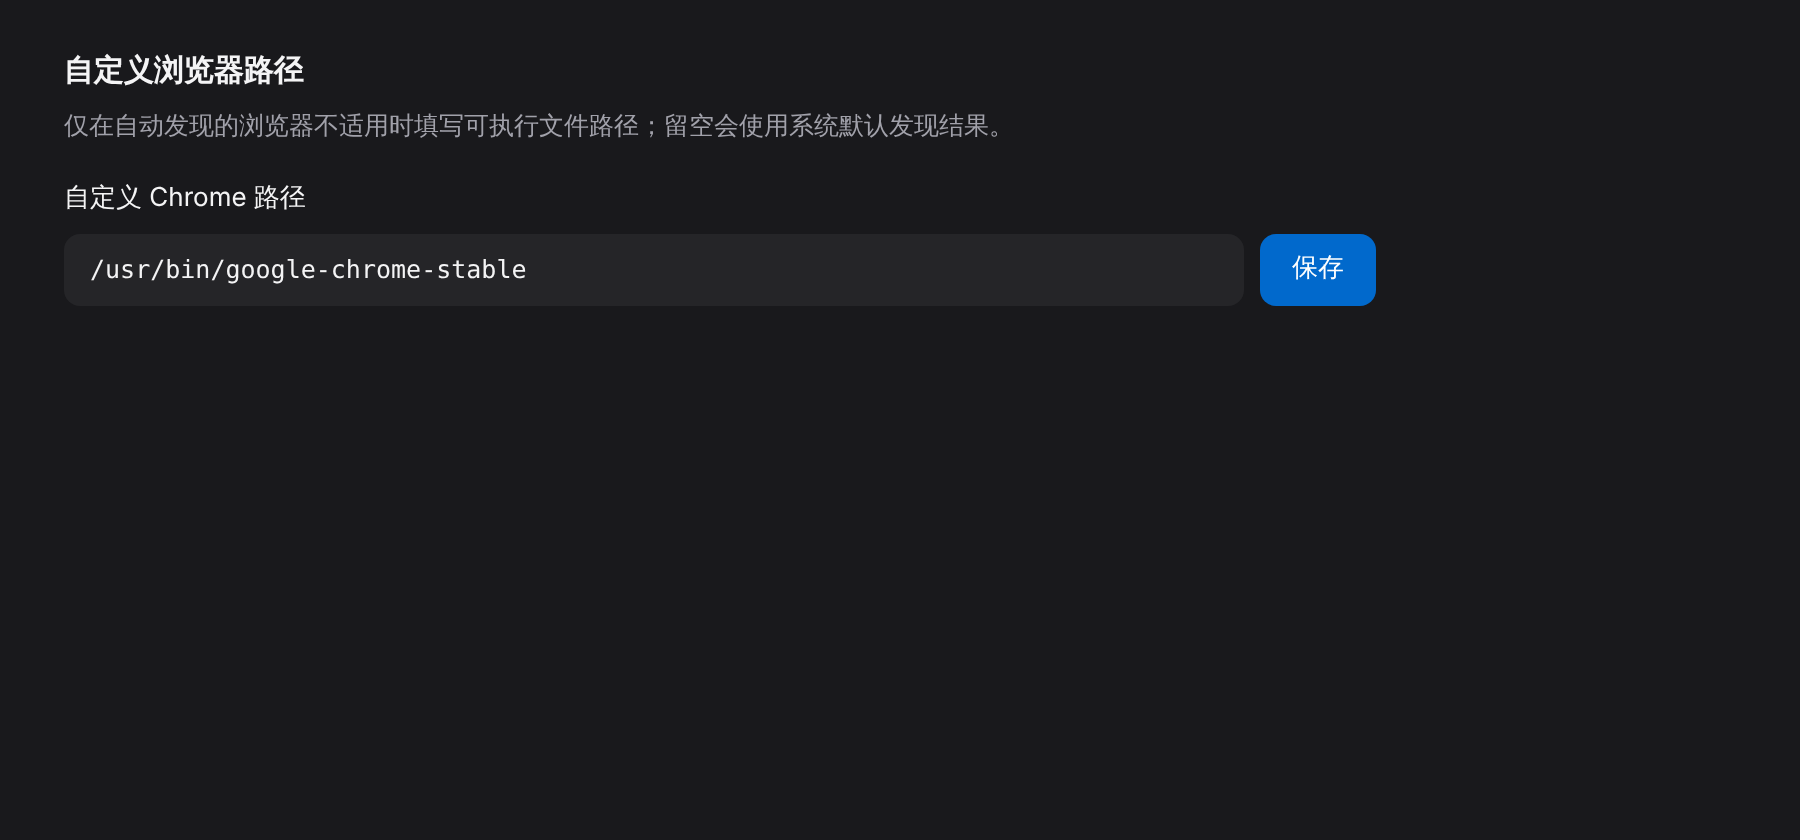 自定义浏览器路径
仅在自动发现的浏览器不适用时填写可执行文件路径；留空会使用系统默认发现结果。
自定义 Chrome 路径
/usr/bin/google-chrome-stable
保存